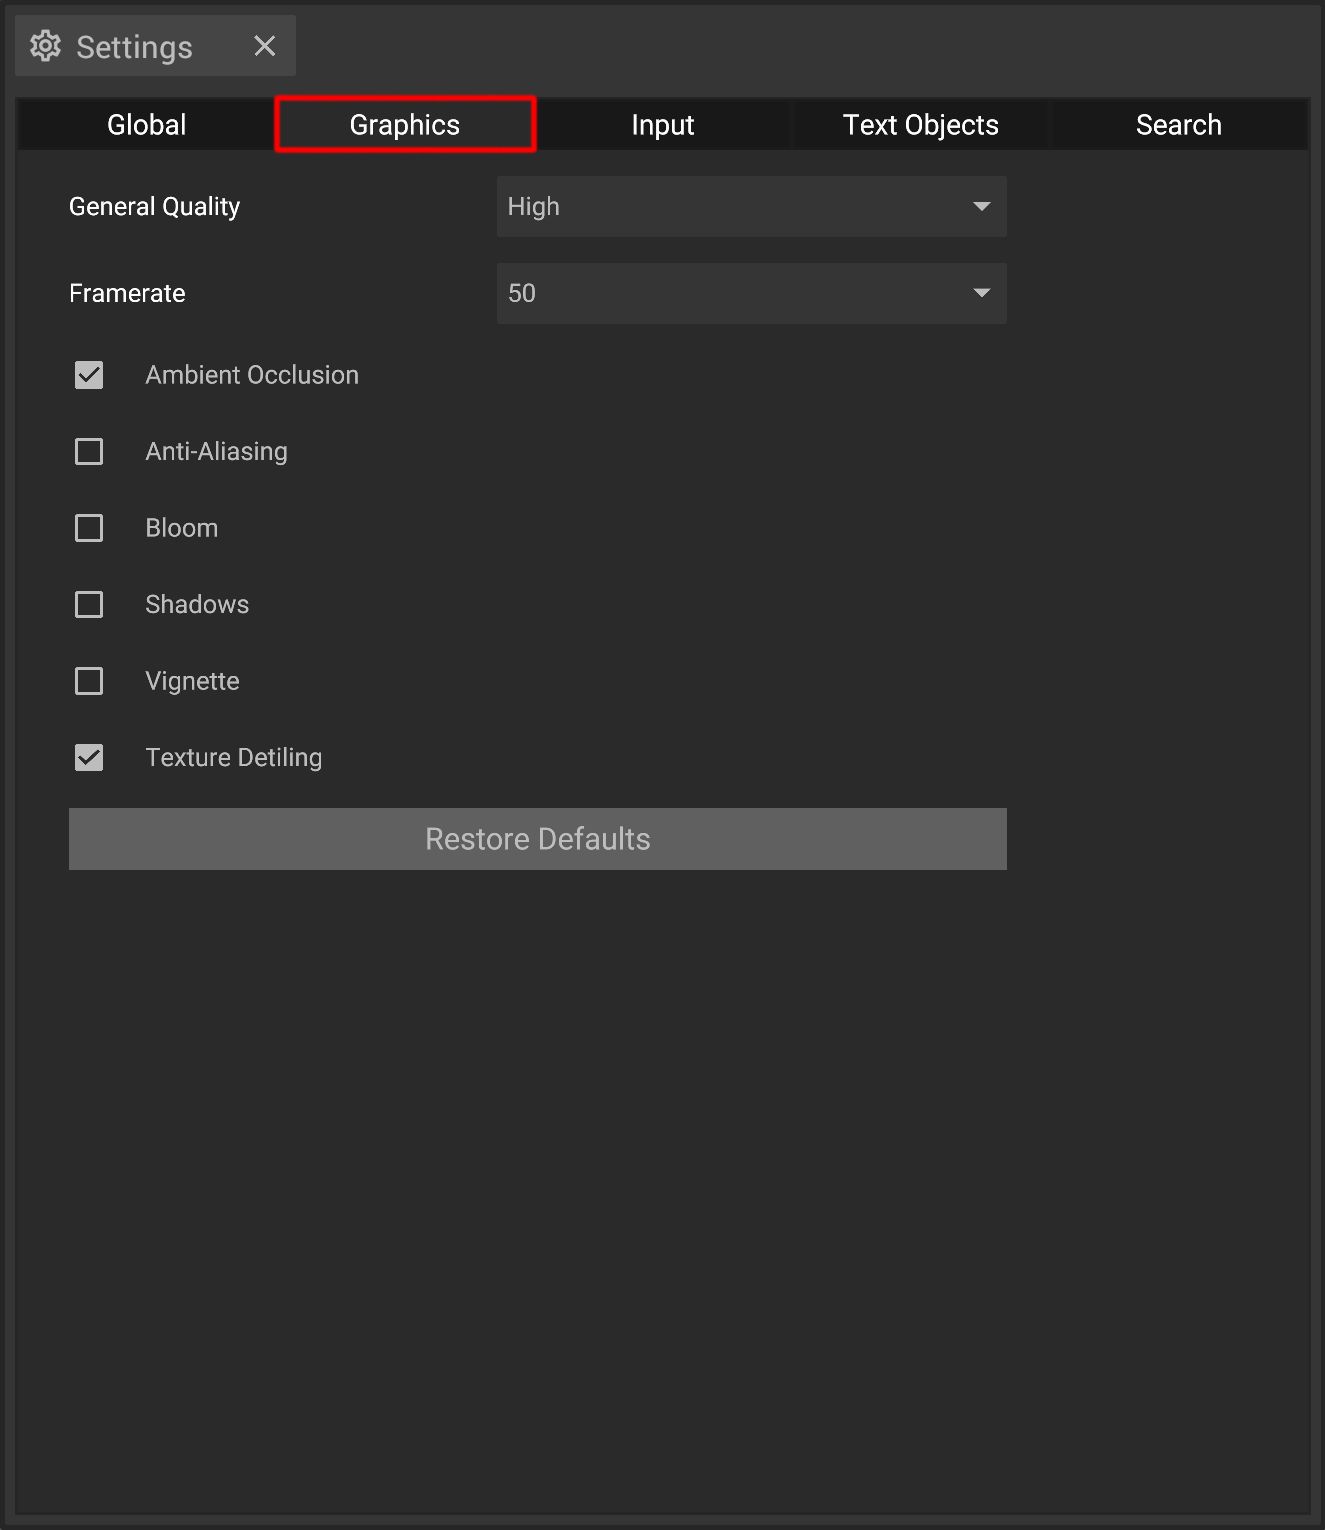 Settings
Global Graphics Input Text Objects Search
General Quality High
Framerate 50
Ambient Occlusion
Anti-Aliasing
Bloom
Shadows
Vignette
Texture Detiling
Restore Defaults